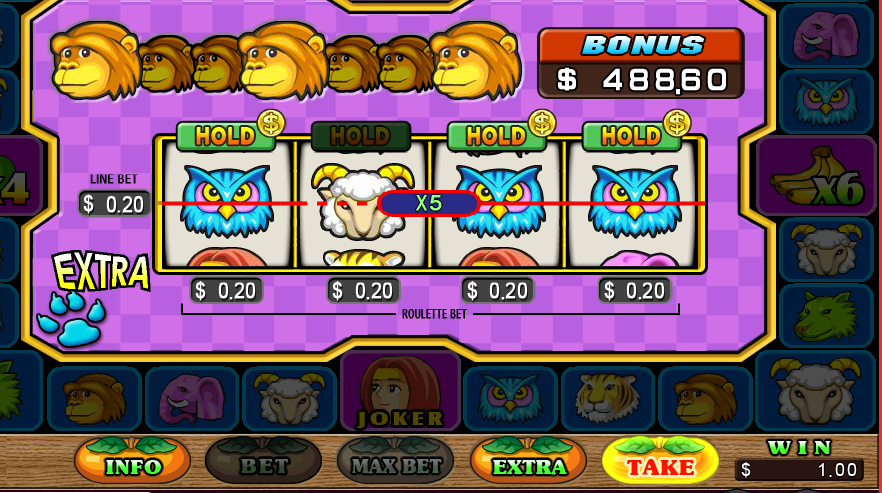 BONUS
$ 488.60
HOLD $ HOLD HOLD $ HOLD $
LINE BET
$ 0.20
X5
X4
X6
EXTRA
$ 0.20 $ 0.20 $ 0.20 $ 0.20
ROULETTE BET
JOKER
INFO BET MAX BET EXTRA TAKE
WIN
$ 1.00